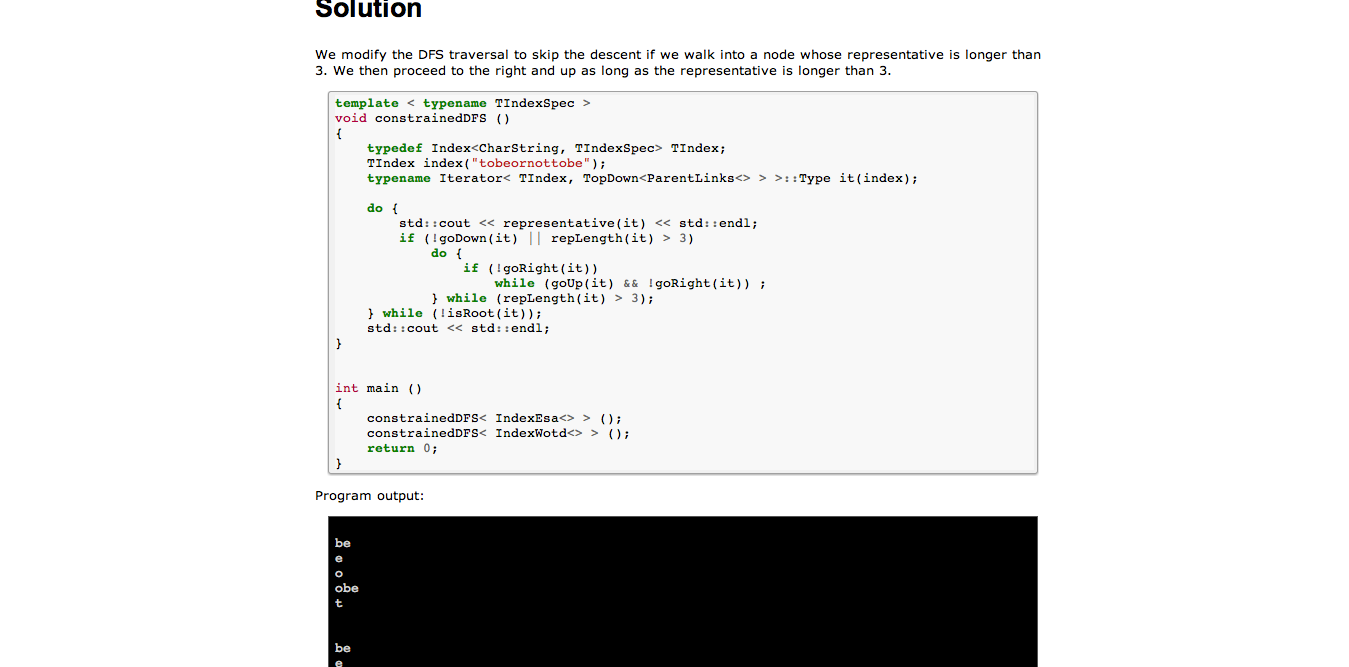 Solution
We modify the DFS traversal to skip the descent if we walk into a node whose representative is longer than
3. We then proceed to the right and up as long as the representative is longer than 3.
template < typename TIndexSpec >
void constrainedDFS ()
{
    typedef Index<CharString, TIndexSpec> TIndex;
    TIndex index("tobeornottobe");
    typename Iterator< TIndex, TopDown<ParentLinks<> > >::Type it(index);
    do {
        std::cout << representative(it) << std::endl;
        if (!goDown(it) || repLength(it) > 3)
            do {
                if (!goRight(it))
                    while (goUp(it) && !goRight(it)) ;
            } while (repLength(it) > 3);
    } while (!isRoot(it));
    std::cout << std::endl;
}
int main ()
{
    constrainedDFS< IndexEsa<> > ();
    constrainedDFS< IndexWotd<> > ();
    return 0;
}
Program output:
be
e
o
obe
t
be
e